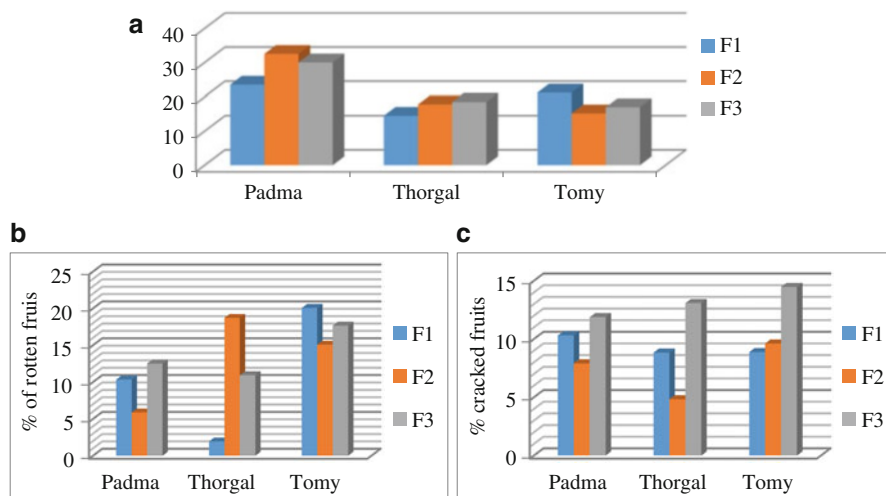 a
40
30
20
10
0
Padma Thorgal Tomy
F1
F2
F3
b
% of rotten fruis
25
20
15
10
5
0
Padma Thorgal Tomy
F1
F2
F3
c
% cracked fruits
15
10
5
0
Padma Thorgal Tomy
F1
F2
F3